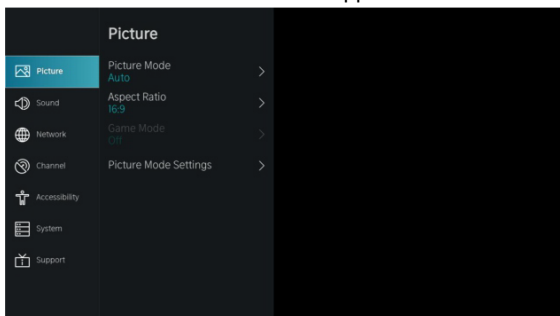 Picture
Picture
Sound
Network
Channel
Accessibility
System
Support
Picture Mode
Auto
Aspect Ratio
16:9
Game Mode
Off
Picture Mode Settings